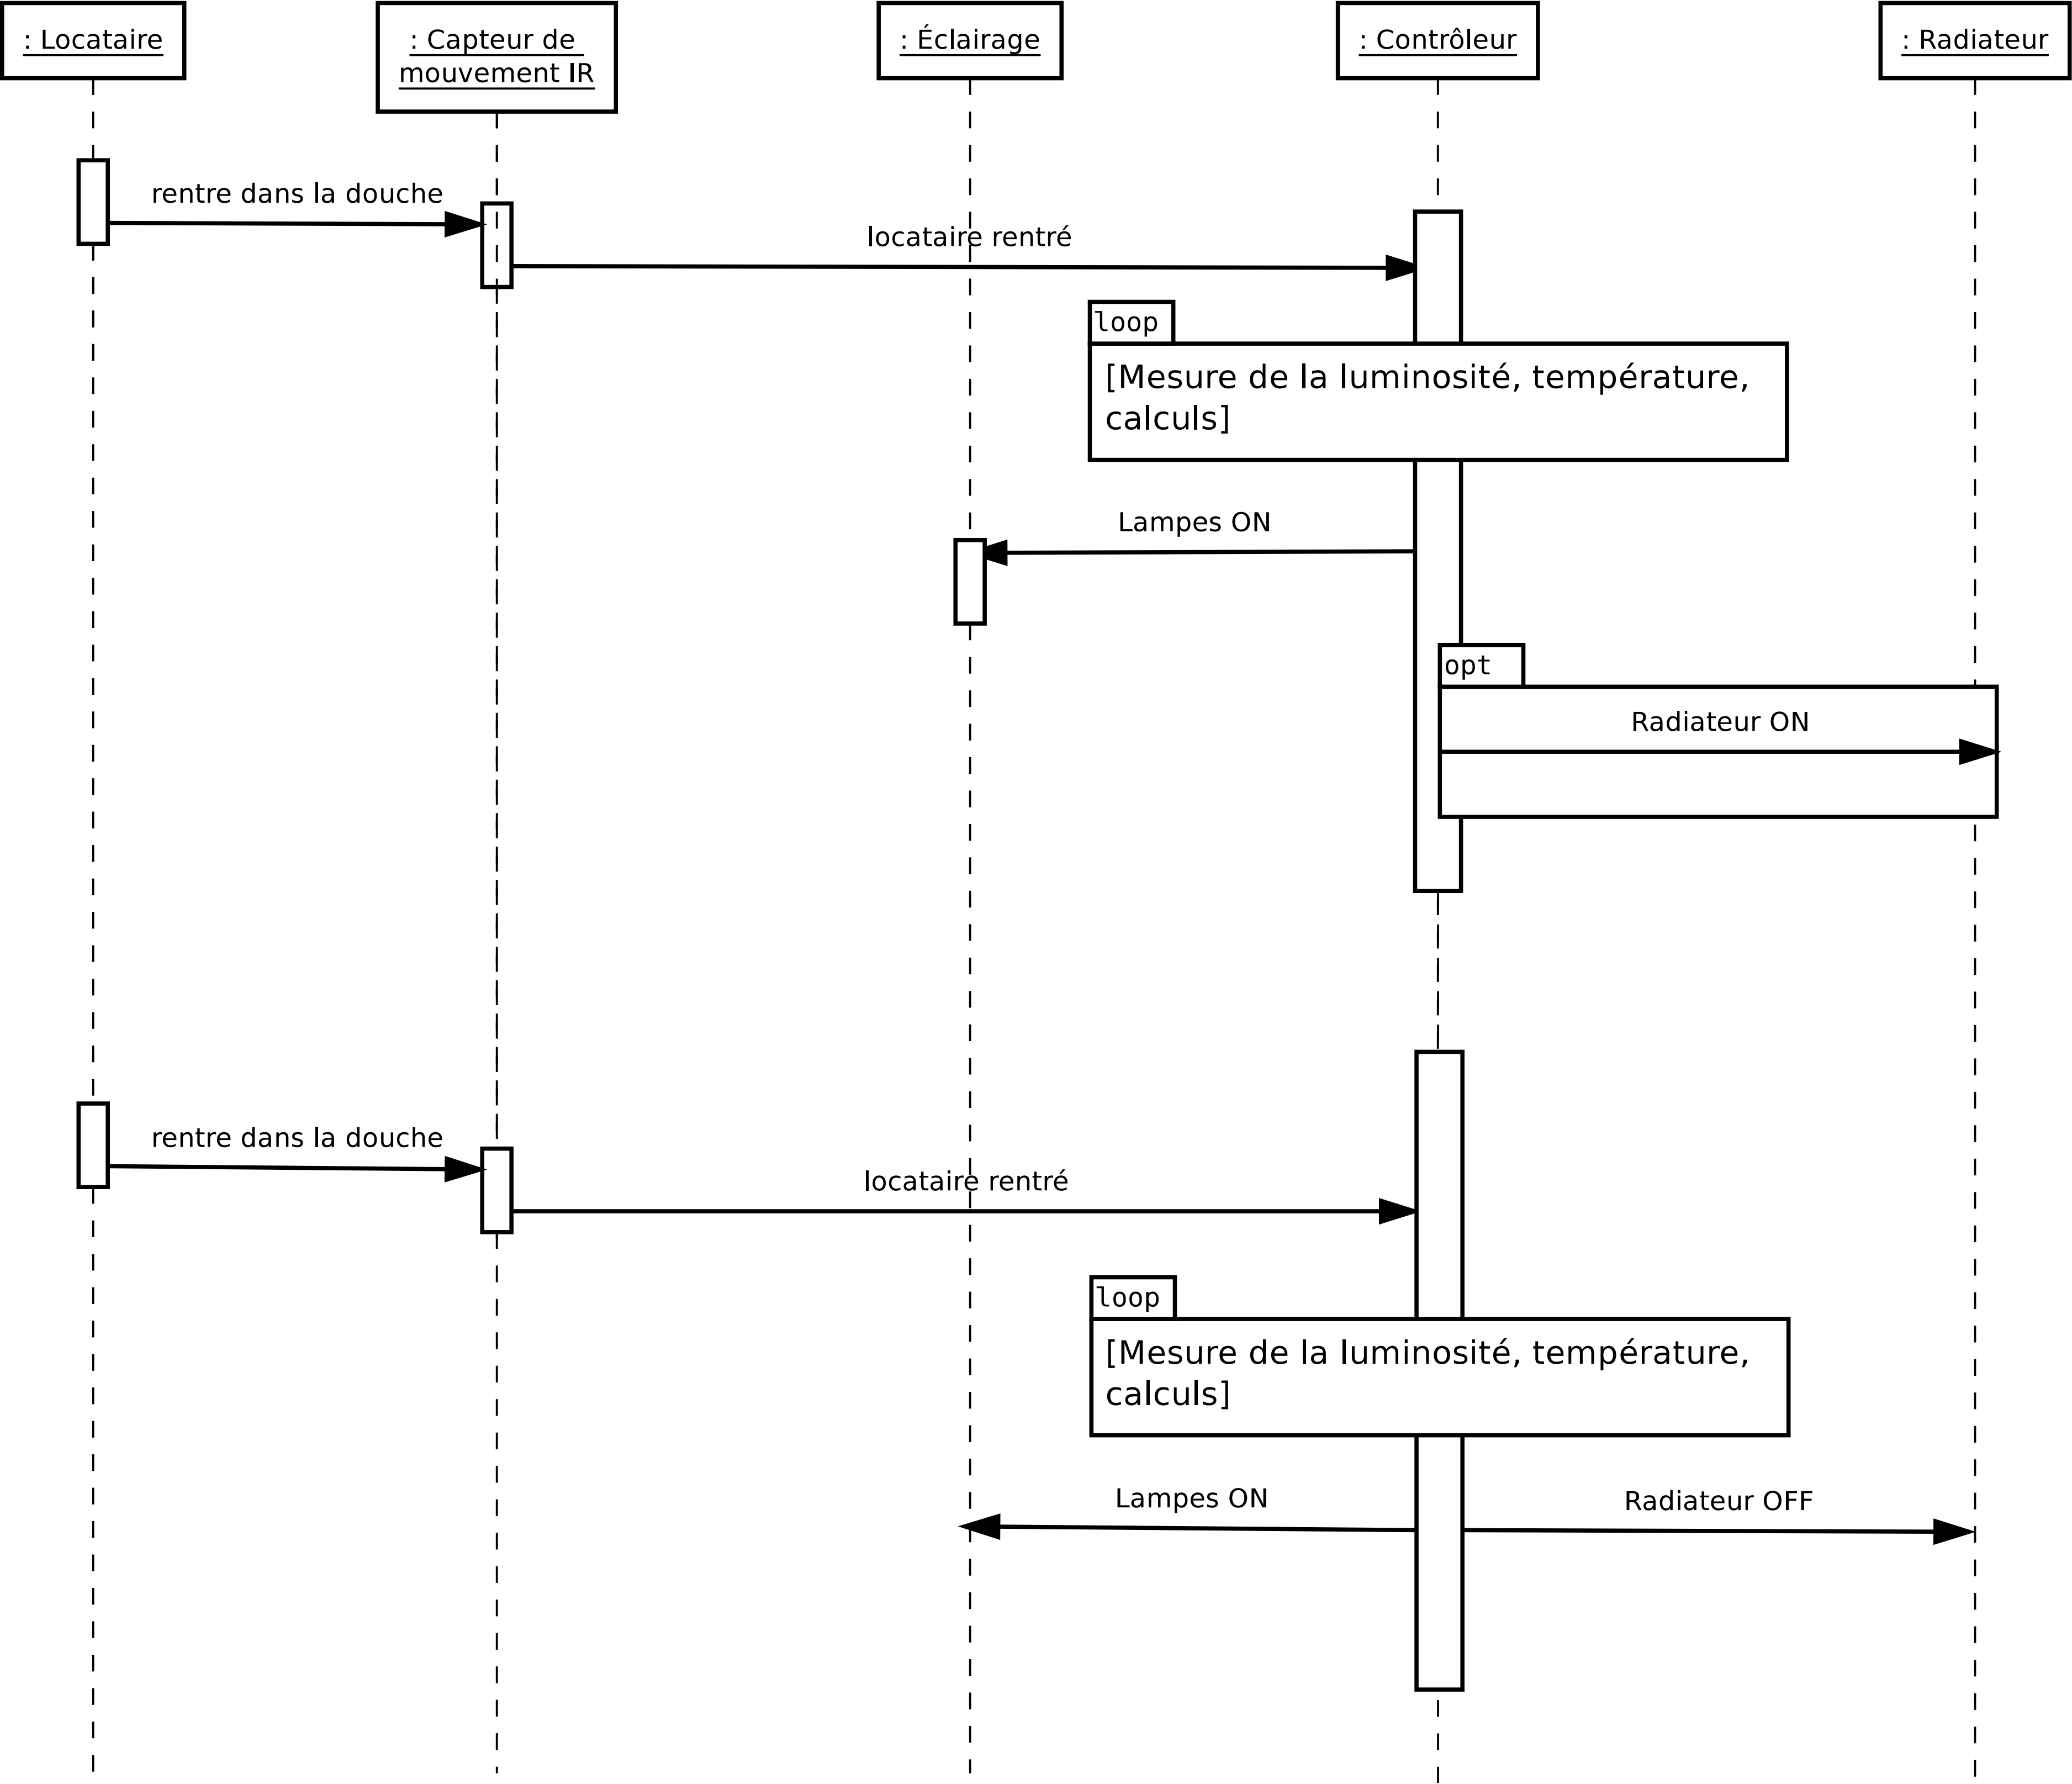 : Locataire
: Capteur de
mouvement IR
: Éclairage
: Contrôleur
: Radiateur
rentre dans la douche
locataire rentré
loop
[Mesure de la luminosité, température,
calculs]
Lampes ON
opt
Radiateur ON
rentre dans la douche
locataire rentré
loop
[Mesure de la luminosité, température,
calculs]
Lampes ON
Radiateur OFF